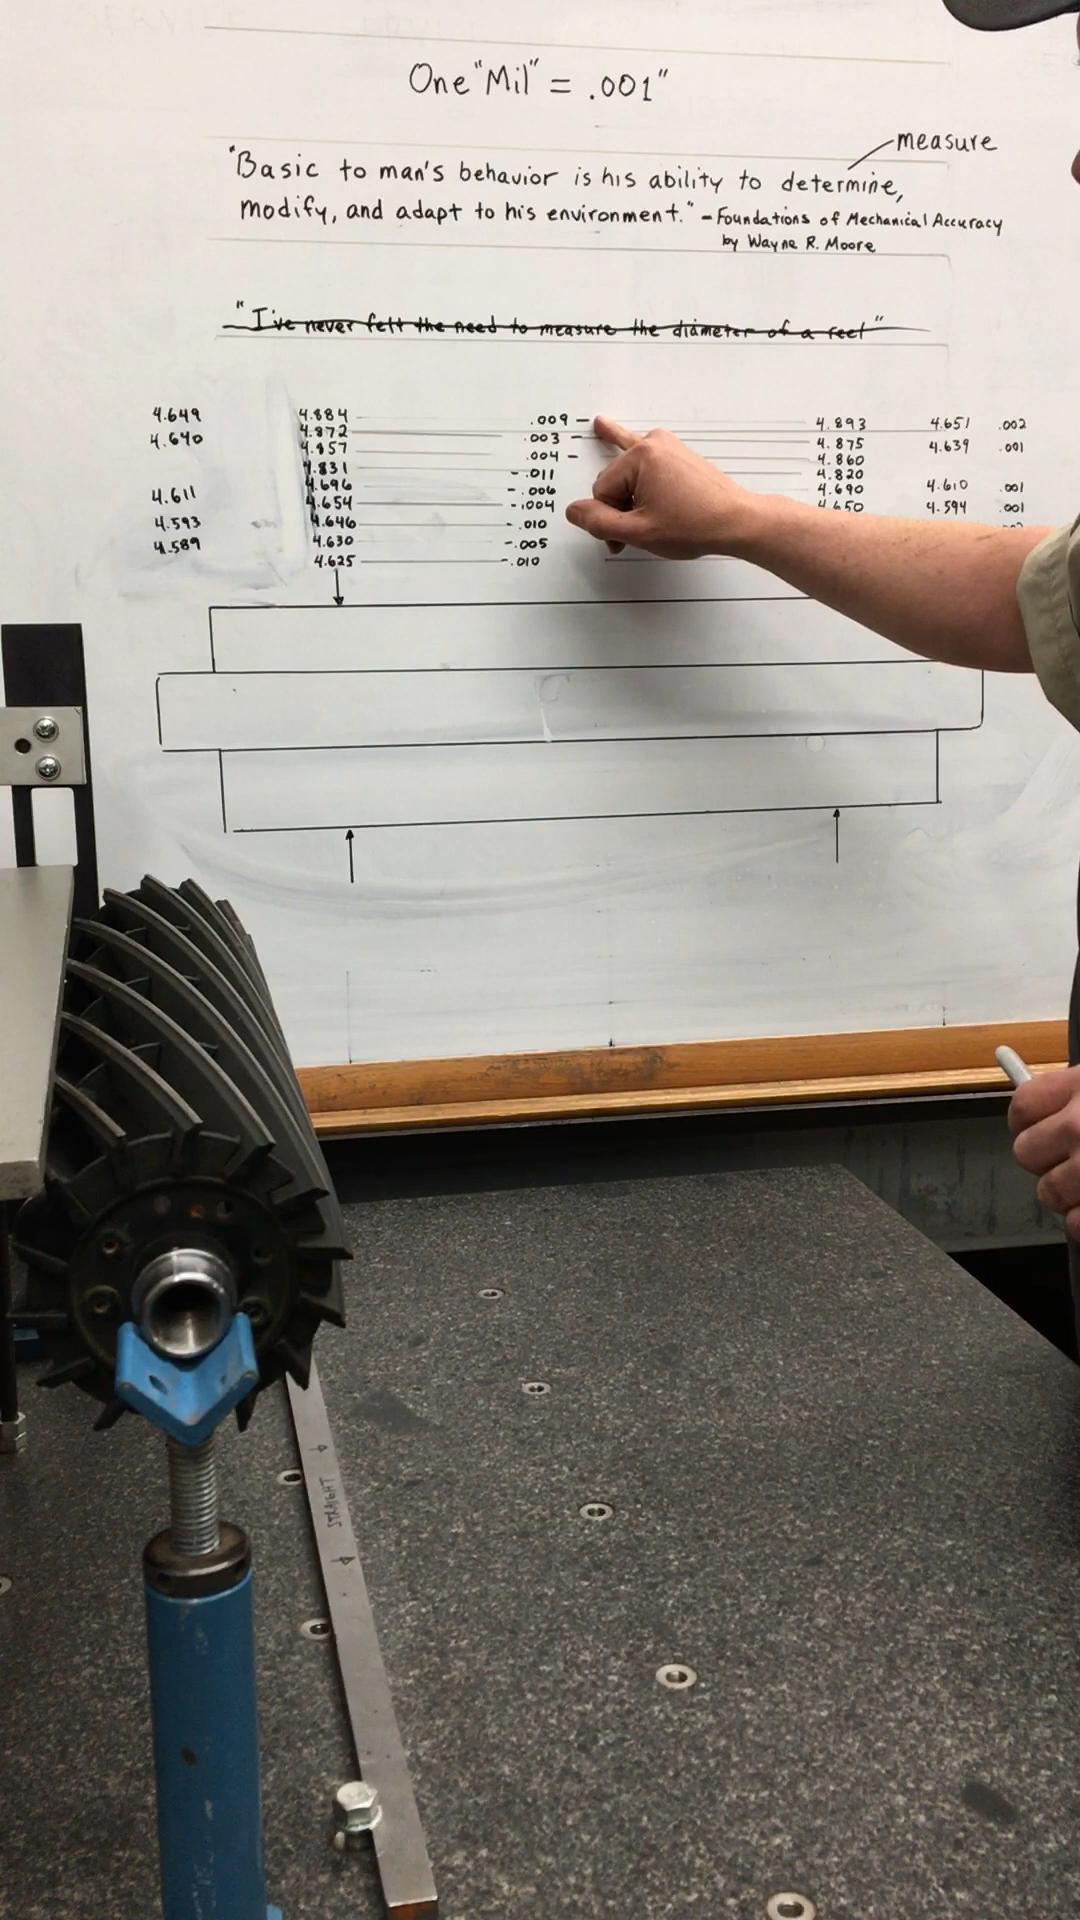 One "Mil" = .001"
measure
"Basic to man's behavior is his ability to determine,
modify, and adapt to his environment." - Foundations of Mechanical Accuracy
by Wayne R. Moore
"I've never felt the need to measure the diameter of a reel"
4.649 4.884 .009 - 4.893 4.651 .002
4.640 4.872 .003 - 4.875 4.639 .001
4.857 .004 - 4.860
4.831 -.011 4.820
4.611 4.696 -.006 4.690 4.610 .001
4.654 -.004 4.650 4.594 .001
4.593 4.646 -.010
4.589 4.630 -.005
4.625 -.010
STRAIGHT